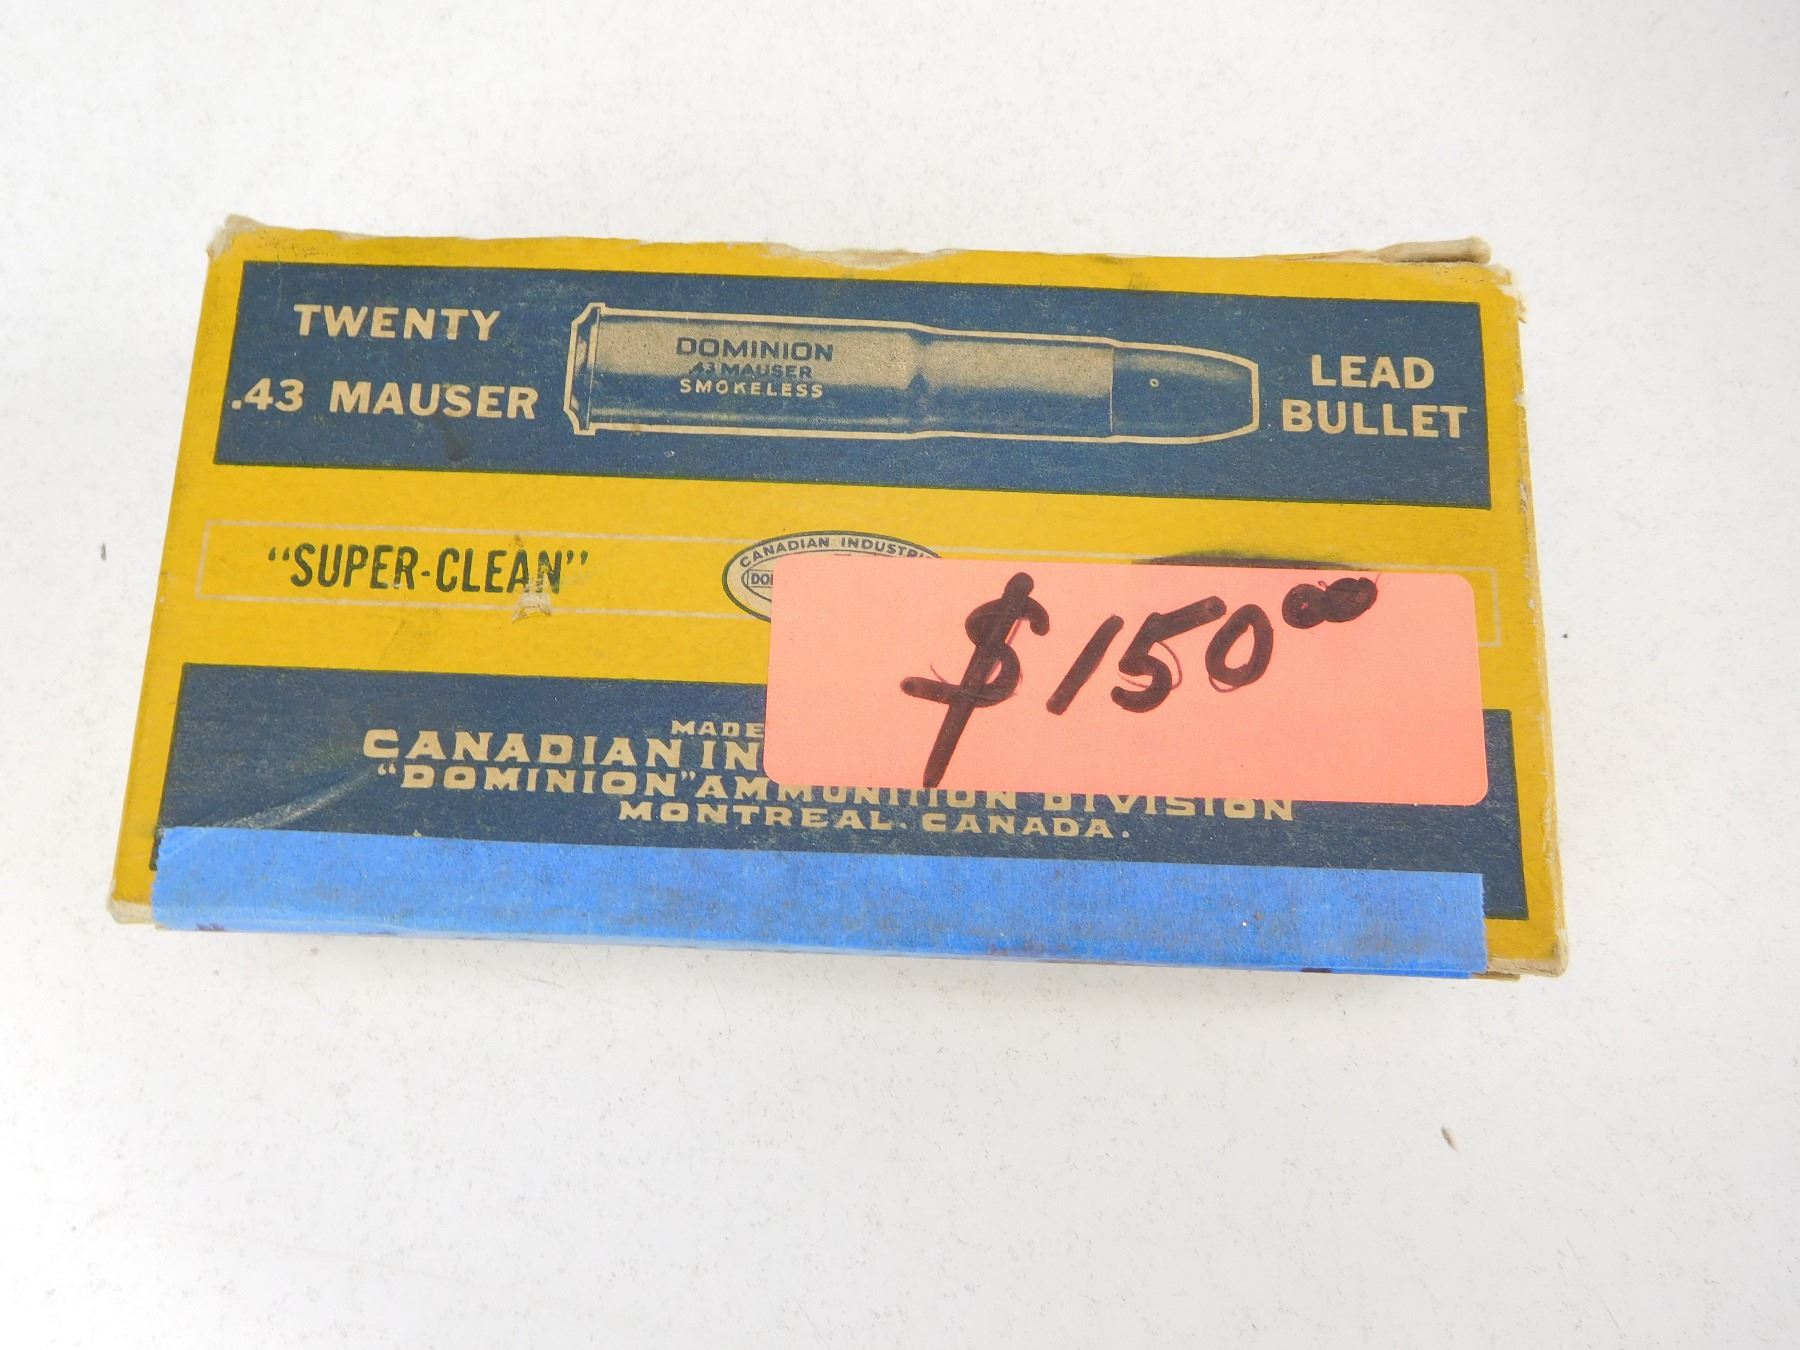 TWENTY
.43 MAUSER
DOMINION
.43 MAUSER
SMOKELESS
LEAD
BULLET
"SUPER-CLEAN"
CANADIAN
$150.00
MADE
CANADIAN IN
"DOMINION" AMMUNITION DIVISION
MONTREAL. CANADA.